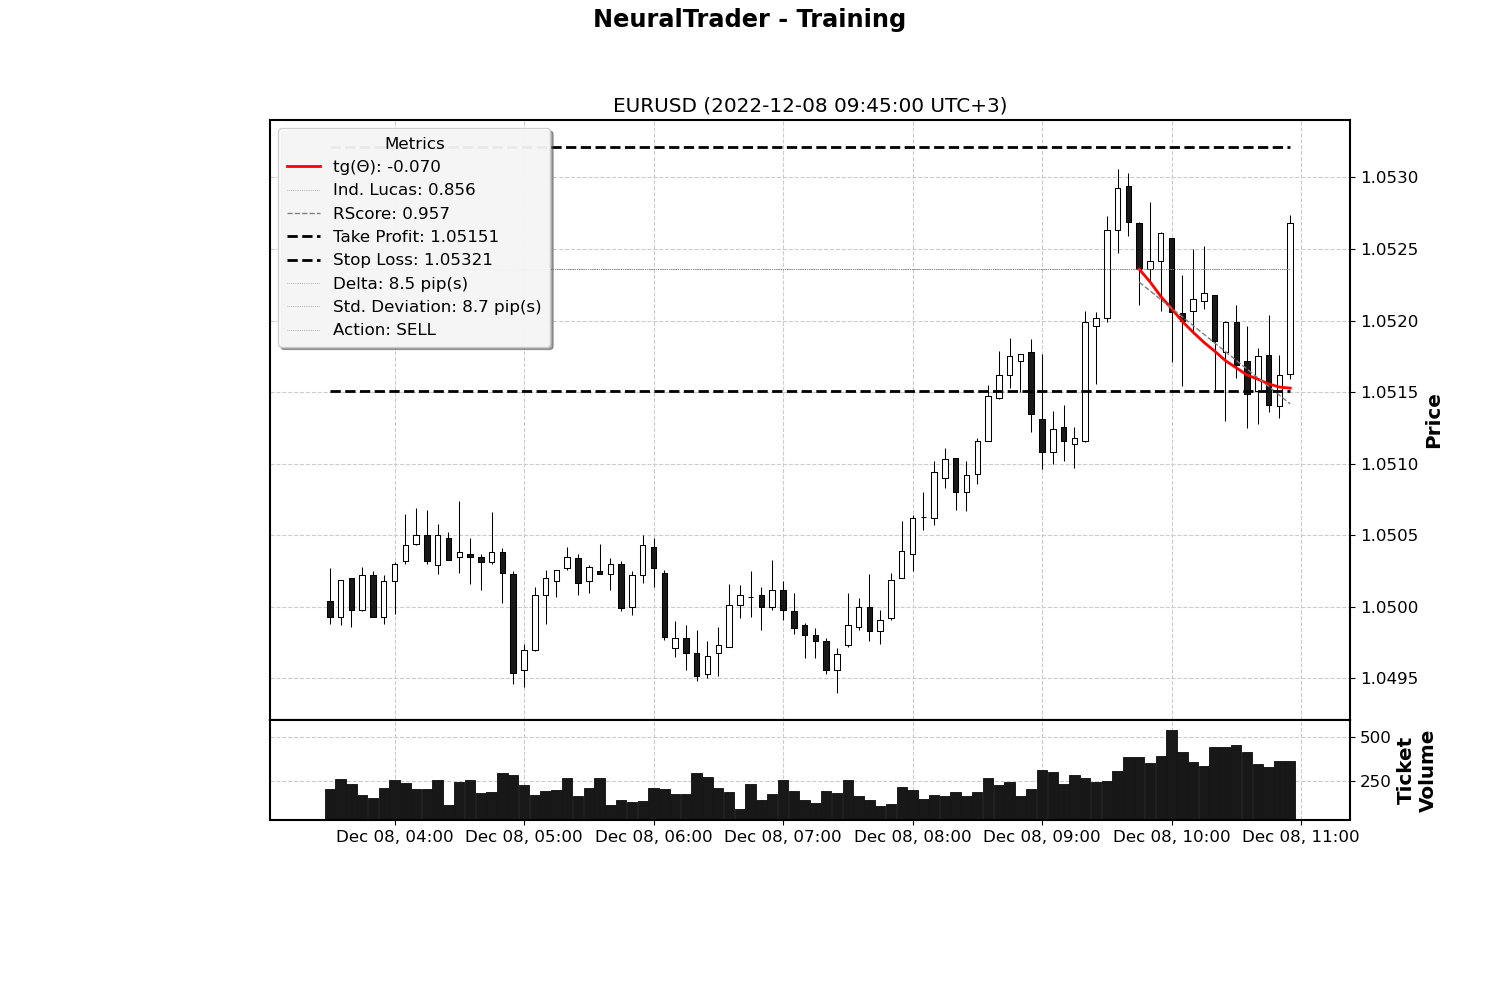 NeuralTrader - Training
EURUSD (2022-12-08 09:45:00 UTC+3)
Metrics
tg(Θ): -0.070
Ind. Lucas: 0.856
RScore: 0.957
Take Profit: 1.05151
Stop Loss: 1.05321
Delta: 8.5 pip(s)
Std. Deviation: 8.7 pip(s)
Action: SELL
1.0530
1.0525
1.0520
1.0515
1.0510
1.0505
1.0500
1.0495
Price
500
250
Ticket
Volume
Dec 08, 04:00 Dec 08, 05:00 Dec 08, 06:00 Dec 08, 07:00 Dec 08, 08:00 Dec 08, 09:00 Dec 08, 10:00 Dec 08, 11:00